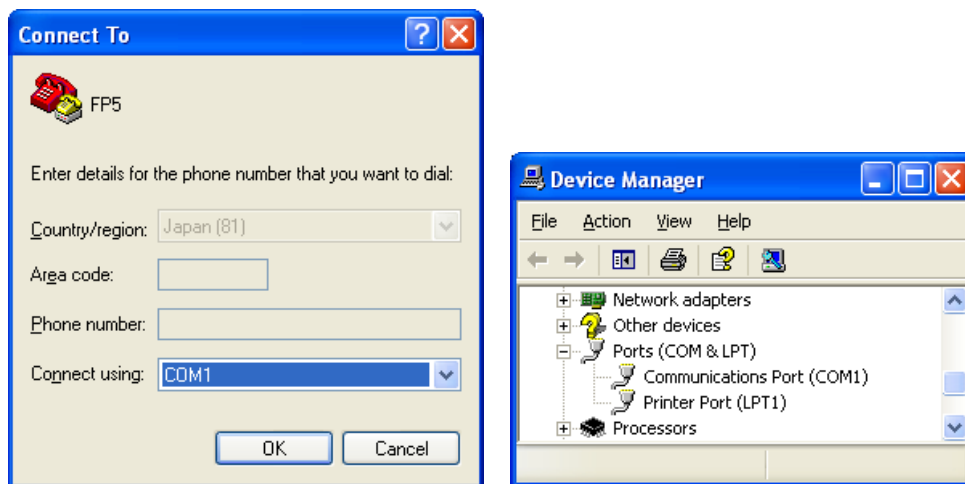 Connect To
FP5
Enter details for the phone number that you want to dial:
Country/region: Japan (81)
Area code:
Phone number:
Connect using: COM1
OK Cancel
Device Manager
File Action View Help
Network adapters
Other devices
Ports (COM & LPT)
Communications Port (COM1)
Printer Port (LPT1)
Processors